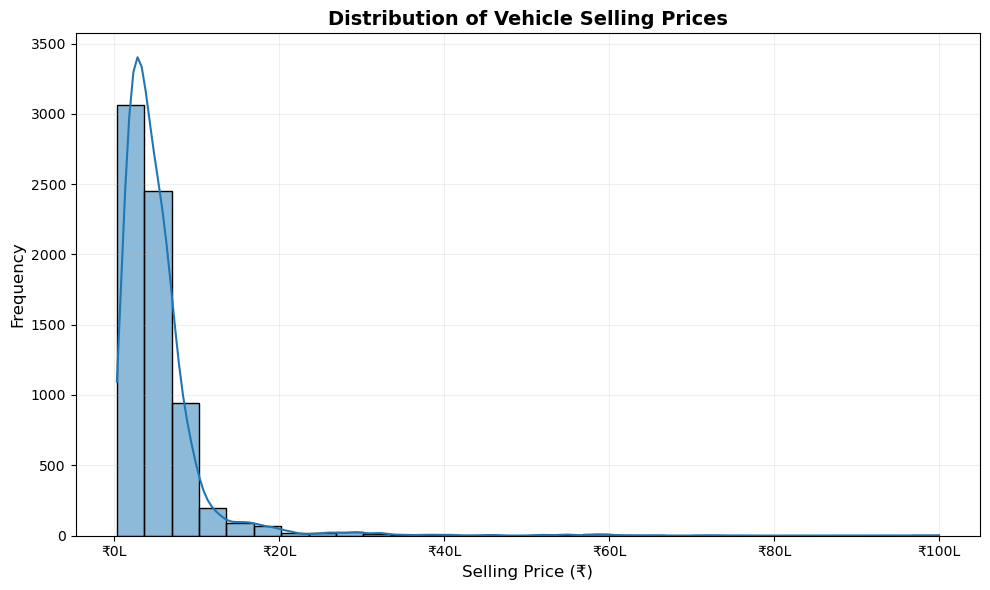 Distribution of Vehicle Selling Prices
3500
3000
2500
2000
1500
1000
500
0
Frequency
₹0L ₹20L ₹40L ₹60L ₹80L ₹100L
Selling Price (₹)